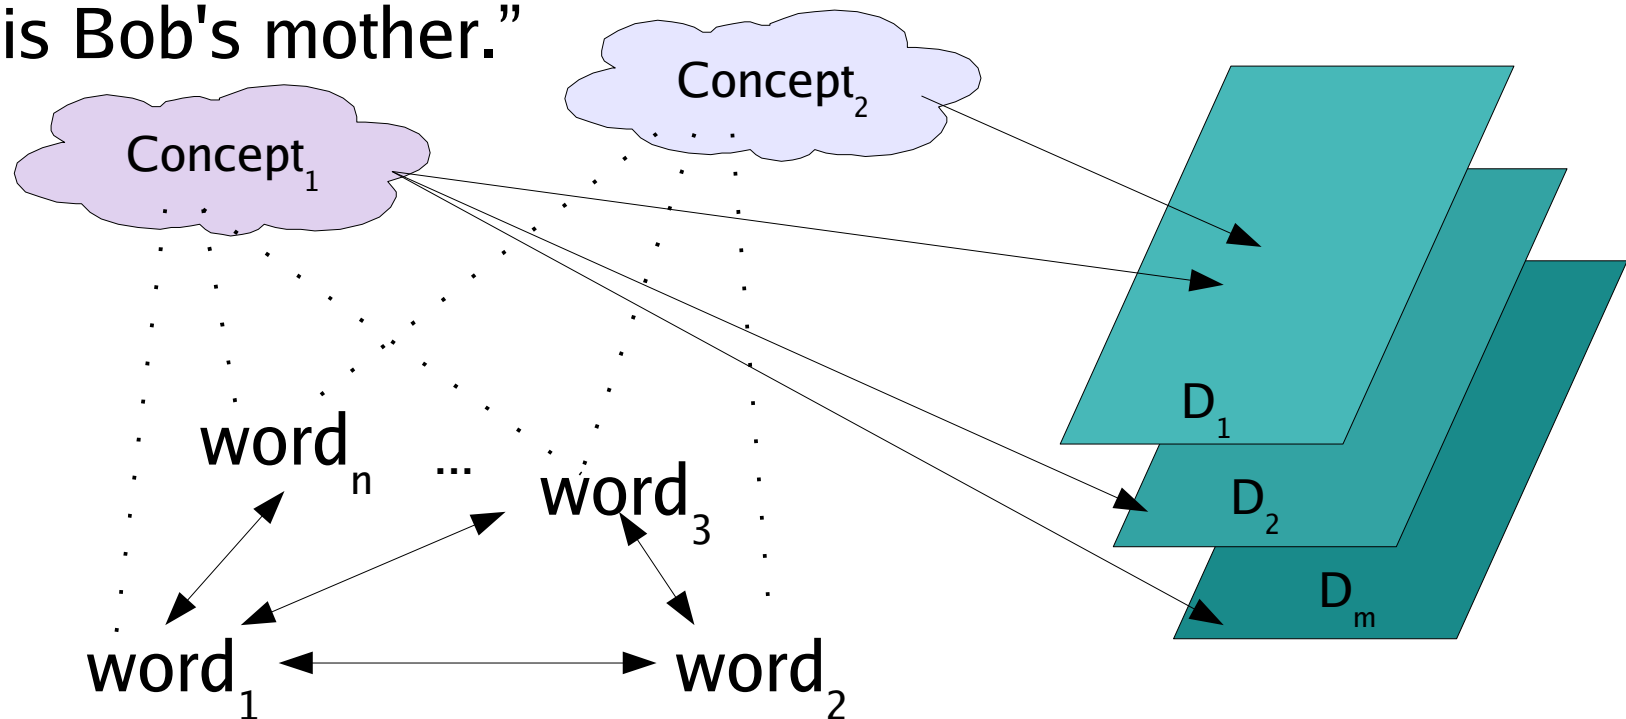 is Bob's mother.”
Concept₂
Concept₁
D₁
wordₙ ...
word₃
D₂
Dₘ
word₁
word₂